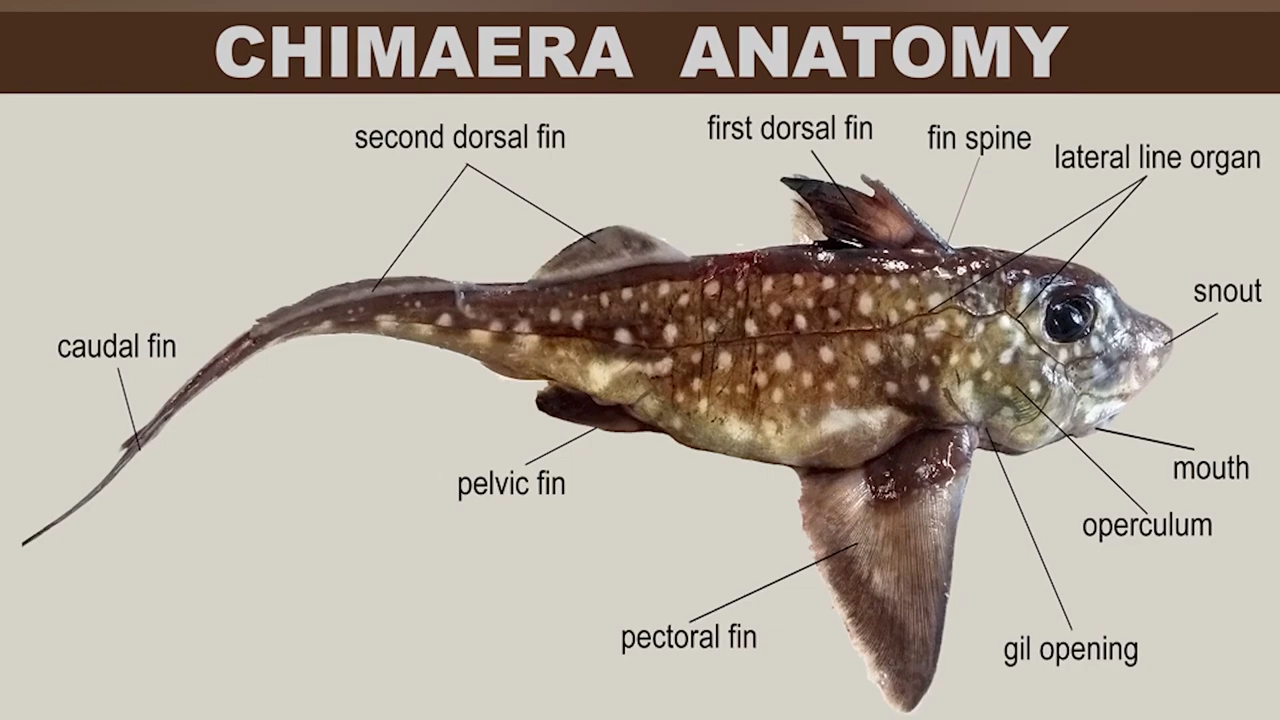 CHIMAERA ANATOMY
second dorsal fin
first dorsal fin
fin spine
lateral line organ
snout
caudal fin
mouth
pelvic fin
operculum
pectoral fin
gil opening